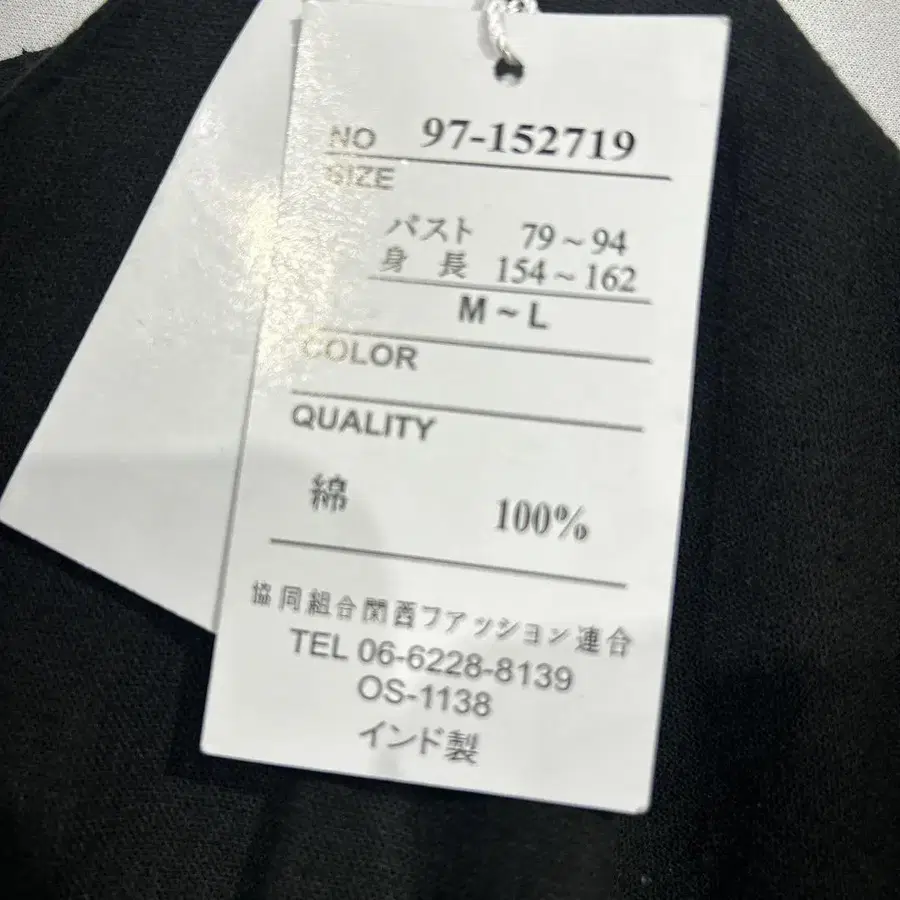 NO 97-152719
SIZE
バスト 79～94
身 長 154～162
M～L
COLOR
QUALITY
綿 100%
協同組合関西ファッション連合
TEL 06-6228-8139
OS-1138
インド製